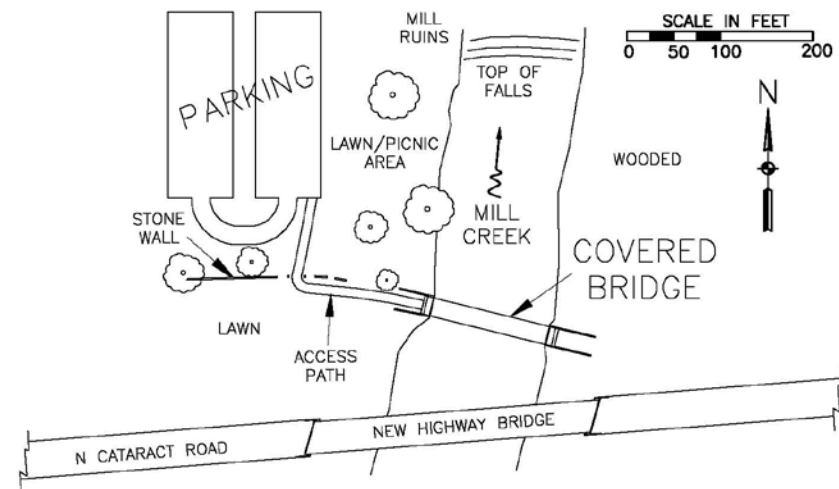 MILL
RUINS
SCALE IN FEET
0 50 100 200
PARKING
TOP OF
FALLS
N
LAWN/PICNIC
AREA
WOODED
STONE
WALL
MILL
CREEK
COVERED
BRIDGE
LAWN
ACCESS
PATH
NEW HIGHWAY BRIDGE
N CATARACT ROAD